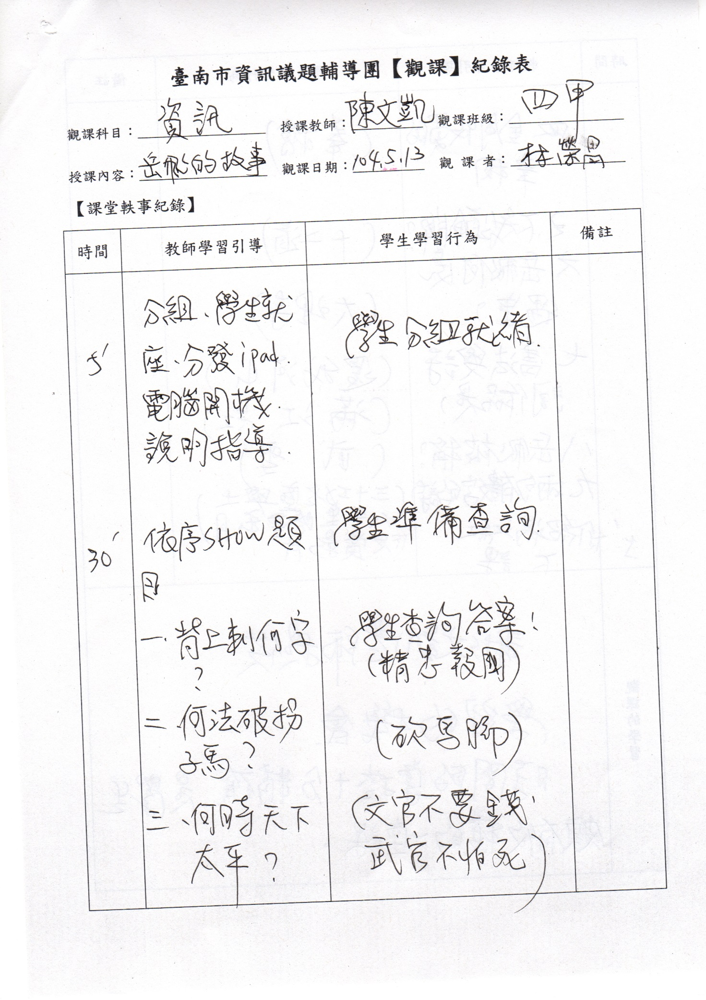 臺南市資訊議題輔導團【觀課】紀錄表
觀課科目：資訊 授課教師：陳文凱 觀課班級：四甲
授課內容：岳飛的故事 觀課日期：104.5.13 觀課者：林榮
【課堂軼事紀錄】
時間 教師學習引導 學生學習行為 備註
分組、學生就
學生分組就緒.
5' 座、分發ipad.
電腦開機.
說明指導.
30' 依序SHOW題 學生準備查詢.
目
一、背上刺何字 學生查詢答案！
？ (精忠報國)
二、何法破拐 (砍馬腳)
子馬？
三、何時天下 (文官不要錢、
太平？ 武官不怕死)